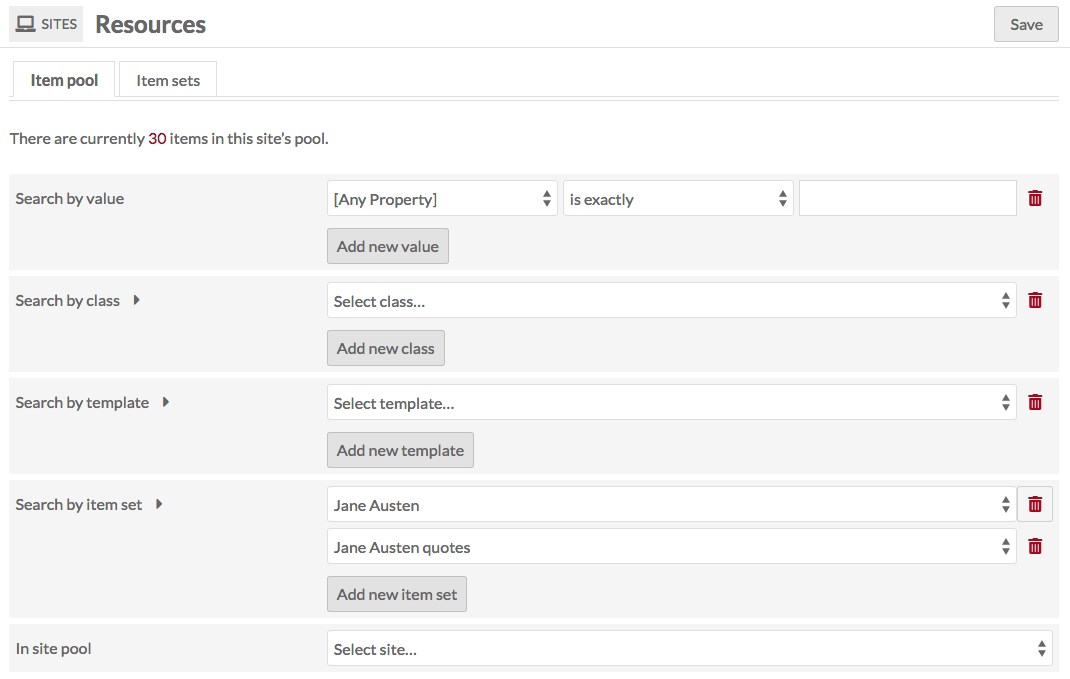 SITES Resources Save
Item pool Item sets
There are currently 30 items in this site's pool.
Search by value [Any Property] is exactly
Add new value
Search by class Select class...
Add new class
Search by template Select template...
Add new template
Search by item set Jane Austen
Jane Austen quotes
Add new item set
In site pool Select site...